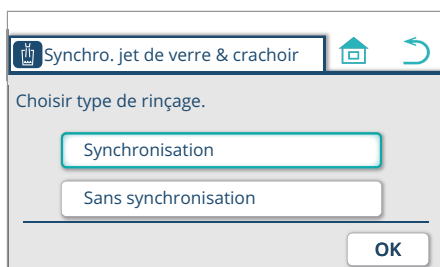 Synchro. jet de verre & crachoir
Choisir type de rinçage.
Synchronisation
Sans synchronisation
OK